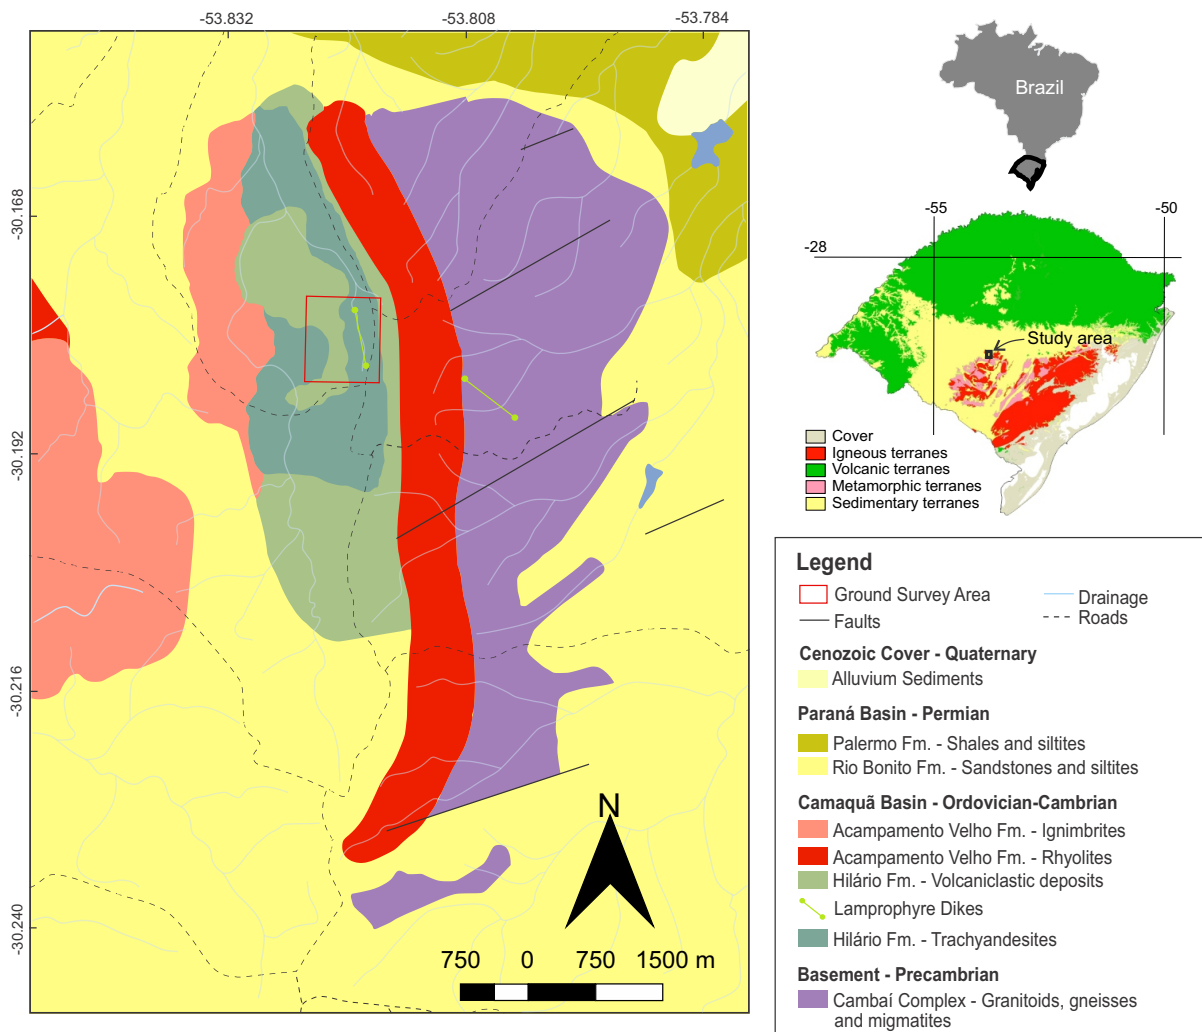 -53.832
-53.808
-53.784
-30.168
-30.192
-30.216
-30.240
N
750 0 750 1500 m
Brazil
-55
-50
-28
Study area
Cover
Igneous terranes
Volcanic terranes
Metamorphic terranes
Sedimentary terranes
Legend
Ground Survey Area
Drainage
Faults
Roads
Cenozoic Cover - Quaternary
Alluvium Sediments
Paraná Basin - Permian
Palermo Fm. - Shales and siltites
Rio Bonito Fm. - Sandstones and siltites
Camaquã Basin - Ordovician-Cambrian
Acampamento Velho Fm. - Ignimbrites
Acampamento Velho Fm. - Rhyolites
Hilário Fm. - Volcaniclastic deposits
Lamprophyre Dikes
Hilário Fm. - Trachyandesites
Basement - Precambrian
Cambaí Complex - Granitoids, gneisses
and migmatites